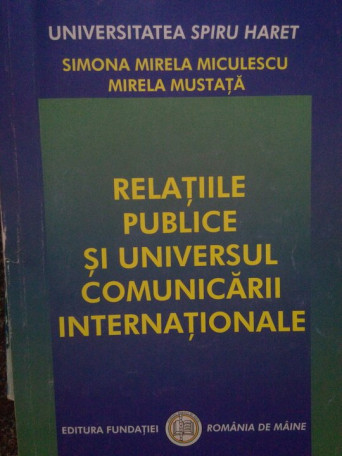 UNIVERSITATEA SPIRU HARET
SIMONA MIRELA MICULESCU
MIRELA MUSTAȚĂ
RELAȚIILE
PUBLICE
ȘI UNIVERSUL
COMUNICĂRII
INTERNAȚIONALE
EDITURA FUNDAȚIEI ROMÂNIA DE MÂINE